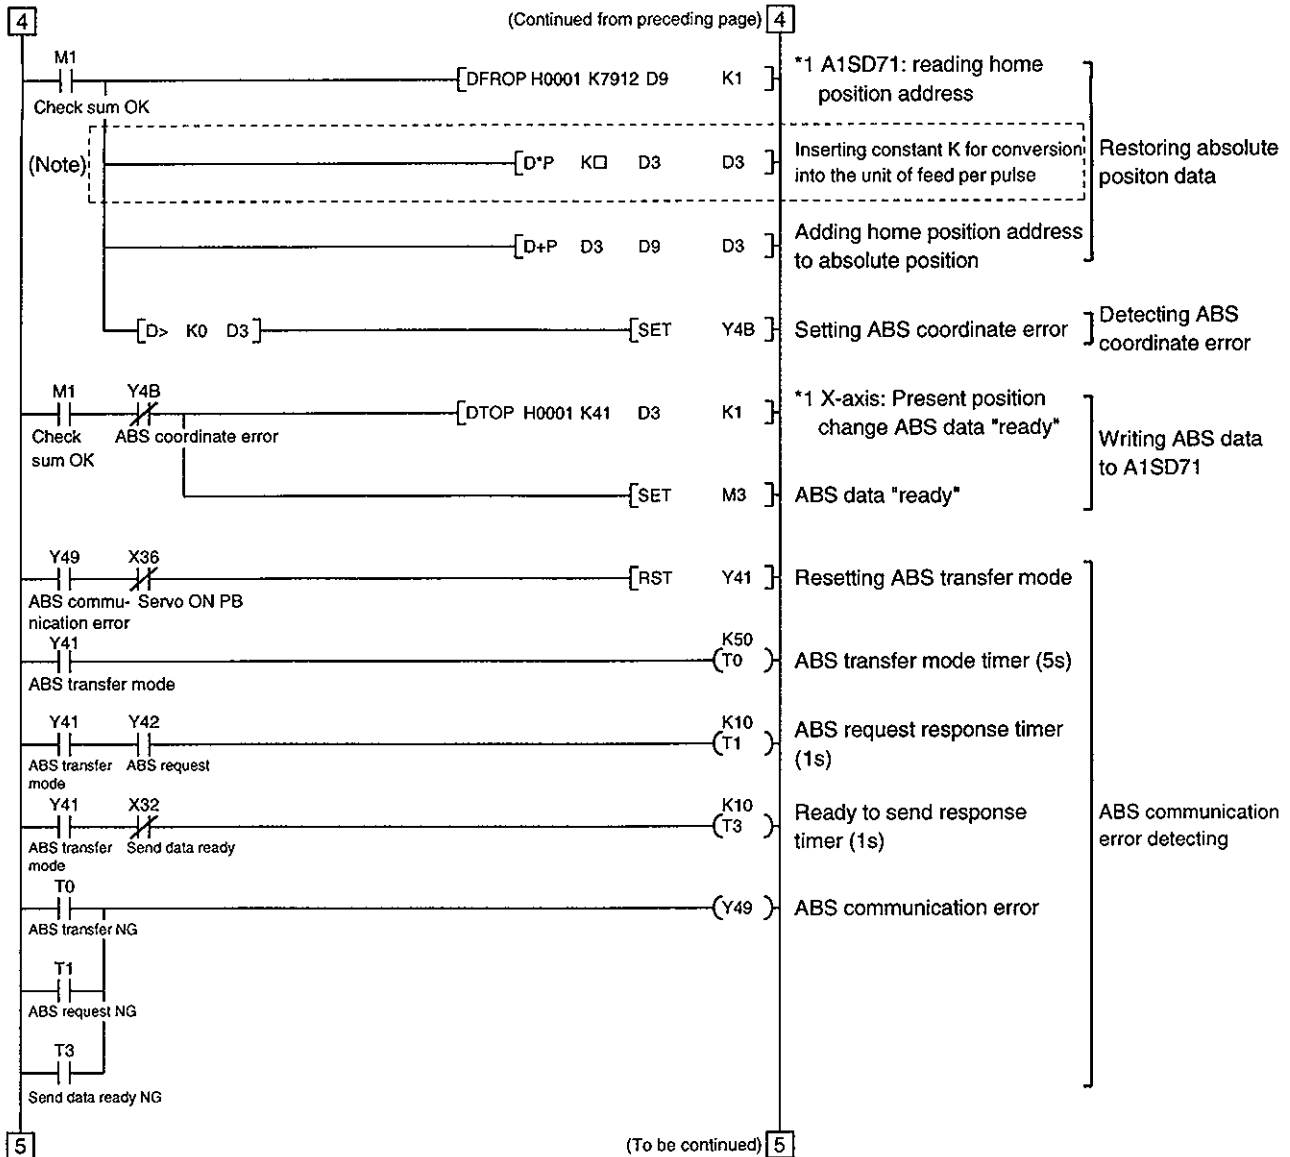 4 (Continued from preceding page) 4
M1
[DFROP H0001 K7912 D9 K1]
*1 A1SD71: reading home
position address
Check sum OK
(Note)
[D*P K□ D3 D3]
Inserting constant K for conversion
into the unit of feed per pulse
Restoring absolute
positon data
[D+P D3 D9 D3]
Adding home position address
to absolute position
[D> K0 D3]
[SET Y4B]
Setting ABS coordinate error
Detecting ABS
coordinate error
M1 Y4B
[DTOP H0001 K41 D3 K1]
*1 X-axis: Present position
change ABS data "ready"
Check
sum OK
ABS coordinate error
Writing ABS data
to A1SD71
[SET M3]
ABS data "ready"
Y49 X36
[RST Y41]
Resetting ABS transfer mode
ABS commu-
nication error
Servo ON PB
Y41
K50
(T0)
ABS transfer mode timer (5s)
ABS transfer mode
Y41 Y42
K10
(T1)
ABS request response timer
(1s)
ABS transfer
mode
ABS request
Y41 X32
K10
(T3)
Ready to send response
timer (1s)
ABS transfer
mode
Send data ready
ABS communication
error detecting
T0
(Y49)
ABS communication error
ABS transfer NG
T1
ABS request NG
T3
Send data ready NG
5 (To be continued) 5